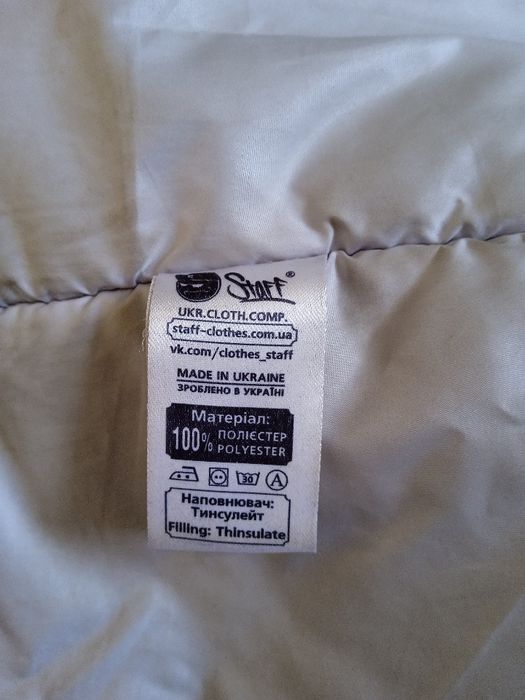 Staff®
UKR.CLOTH.COMP.
staff-clothes.com.ua
vk.com/clothes_staff
MADE IN UKRAINE
ЗРОБЛЕНО В УКРАЇНІ
Матеріал:
100% ПОЛІЄСТЕР
POLYESTER
30 A
Наповнювач:
Тинсулейт
Filling: Thinsulate